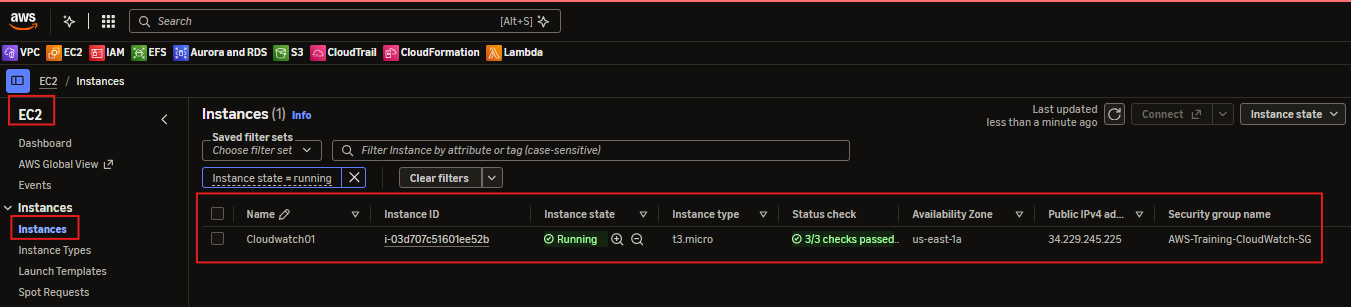 aws
Search [Alt+S]
VPC EC2 IAM EFS Aurora and RDS S3 CloudTrail CloudFormation Lambda
EC2 / Instances
EC2
Dashboard
AWS Global View
Events
Instances
Instances
Instance Types
Launch Templates
Spot Requests
Instances (1) Info
Last updated
less than a minute ago
Connect
Instance state
Saved filter sets
Choose filter set
Filter Instance by attribute or tag (case-sensitive)
Instance state = running
Clear filters
Name Instance ID Instance state Instance type Status check Availability Zone Public IPv4 ad... Security group name
Cloudwatch01 i-03d707c51601ee52b Running t3.micro 3/3 checks passed.. us-east-1a 34.229.245.225 AWS-Training-CloudWatch-SG